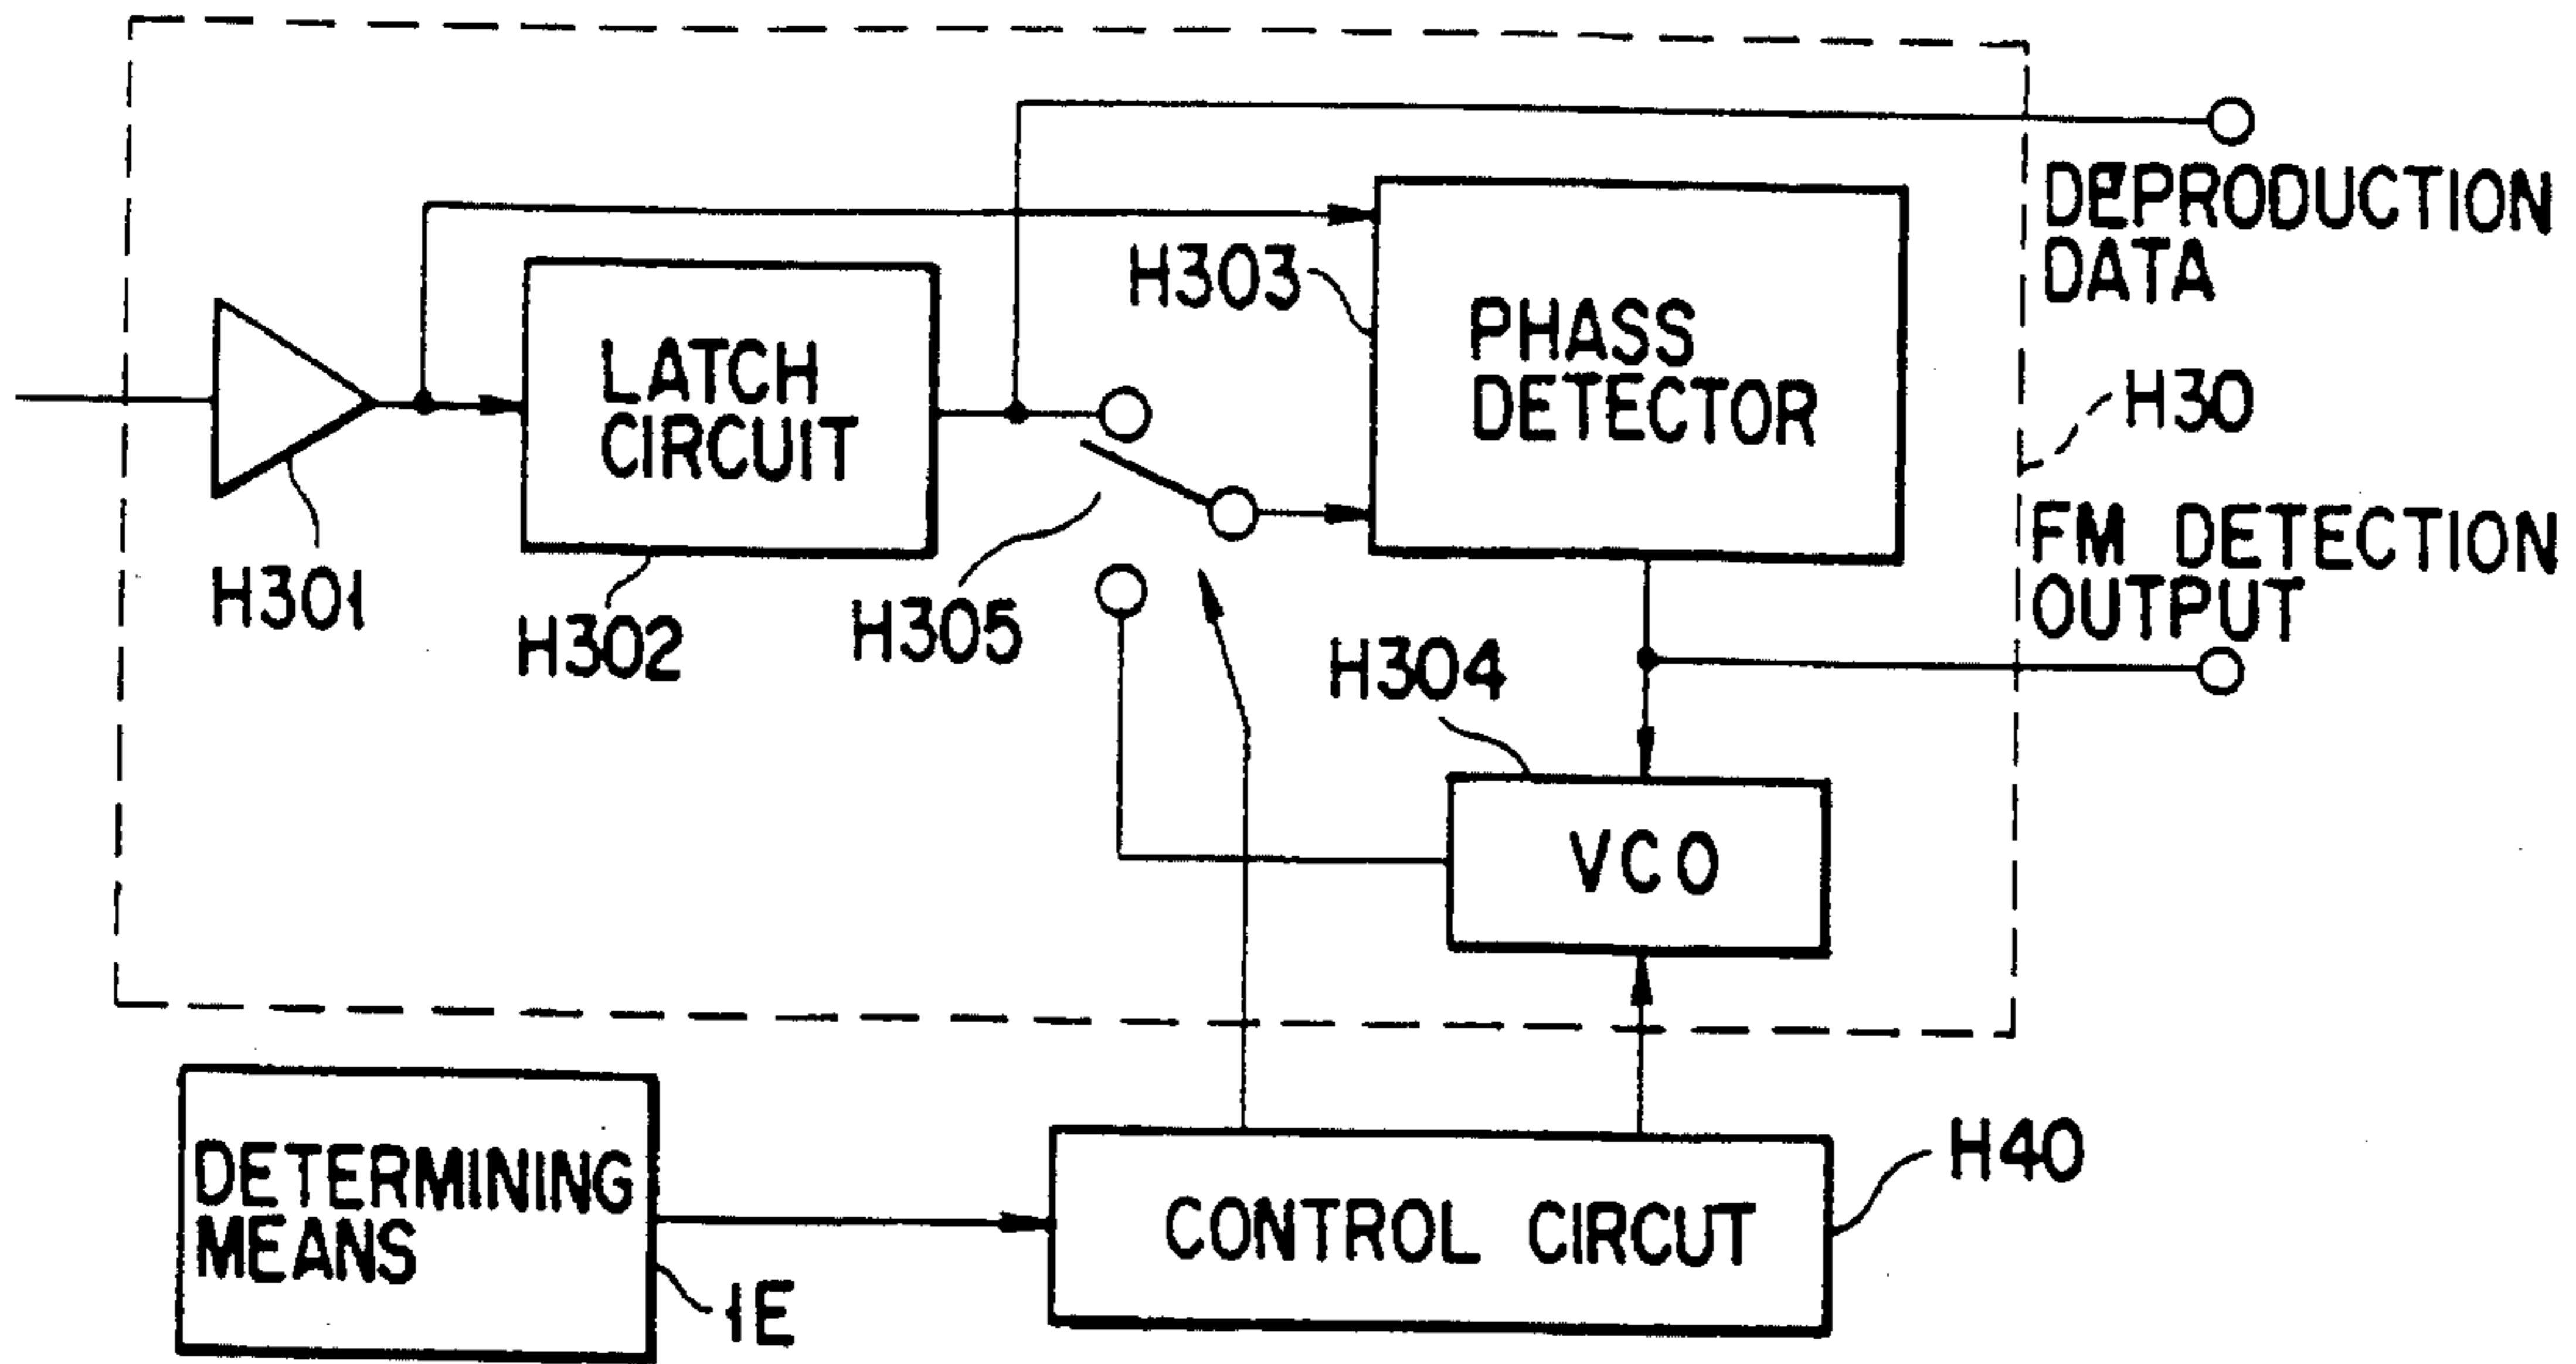 DEPRODUCTION
DATA
H303
PHASS
DETECTOR
LATCH
CIRCUIT
H30
FM DETECTION
OUTPUT
H301
H302
H305
H304
VCO
DETERMINING
MEANS
1E
CONTROL CIRCUT
H40